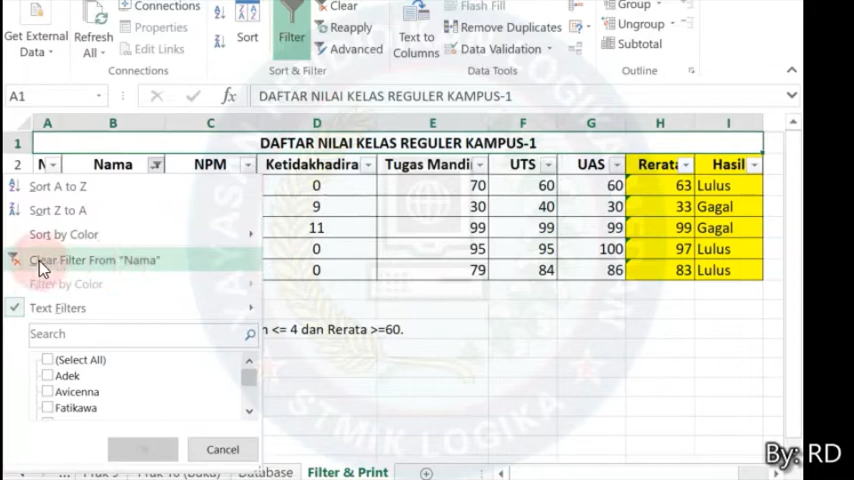 Get External Data
Refresh All
Connections
Properties
Edit Links
Connections
Sort
Filter
Clear
Reapply
Advanced
Sort & Filter
Text to Columns
Flash Fill
Remove Duplicates
Data Validation
Data Tools
Group
Ungroup
Subtotal
Outline
A1
fx
DAFTAR NILAI KELAS REGULER KAMPUS-1
A B C D E F G H I
1 DAFTAR NILAI KELAS REGULER KAMPUS-1
2 N Nama NPM Ketidakhadira Tugas Mandi UTS UAS Rerata Hasil
0 70 60 60 63 Lulus
9 30 40 30 33 Gagal
11 99 99 99 99 Gagal
0 95 95 100 97 Lulus
0 79 84 86 83 Lulus
Sort A to Z
Sort Z to A
Sort by Color
Clear Filter From "Nama"
Filter by Color
Text Filters
Search
(Select All)
Adek
Avicenna
Fatikawa
Cancel
n <= 4 dan Rerata >=60.
YAYASAN
LOGIKA
STMIK LOGIKA
Database
Filter & Print
By: RD